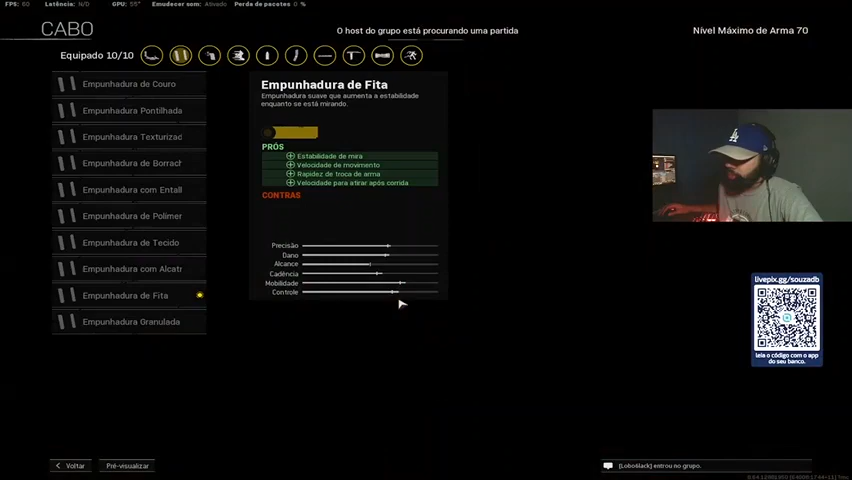 FPS: 60 Latência: N/D GPU: 55° Emudecer som: Ativado Perda de pacotes 0 %
CABO
O host do grupo está procurando uma partida
Nível Máximo de Arma 70
Equipado 10/10
Empunhadura de Couro
Empunhadura Pontilhada
Empunhadura Texturizad
Empunhadura de Borrach
Empunhadura com Entall
Empunhadura de Polímer
Empunhadura de Tecido
Empunhadura com Alcatr
Empunhadura de Fita
Empunhadura Granulada
Empunhadura de Fita
Empunhadura suave que aumenta a estabilidade
enquanto se está mirando.
PRÓS
Estabilidade de mira
Velocidade de movimento
Rapidez de troca de arma
Velocidade para atirar após corrida
CONTRAS
Precisão
Dano
Alcance
Cadência
Mobilidade
Controle
livepix.gg/souzadb
leia o código com o app
do seu banco.
Voltar
Pré-visualizar
[Lobo6lack] entrou no grupo.